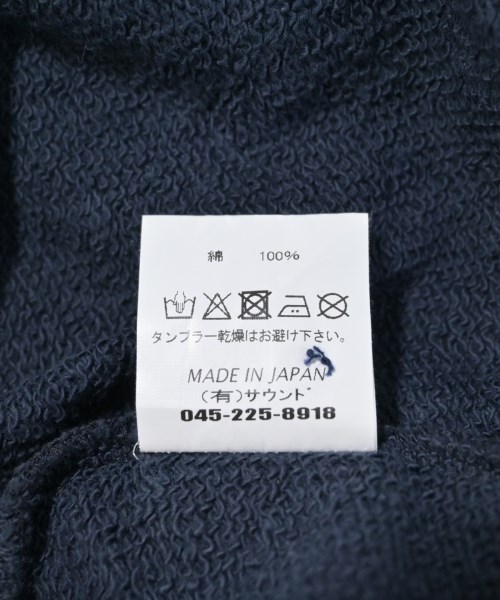 綿 100%
タンブラー乾燥はお避け下さい。
MADE IN JAPAN
(有)サウンド
045-225-8918